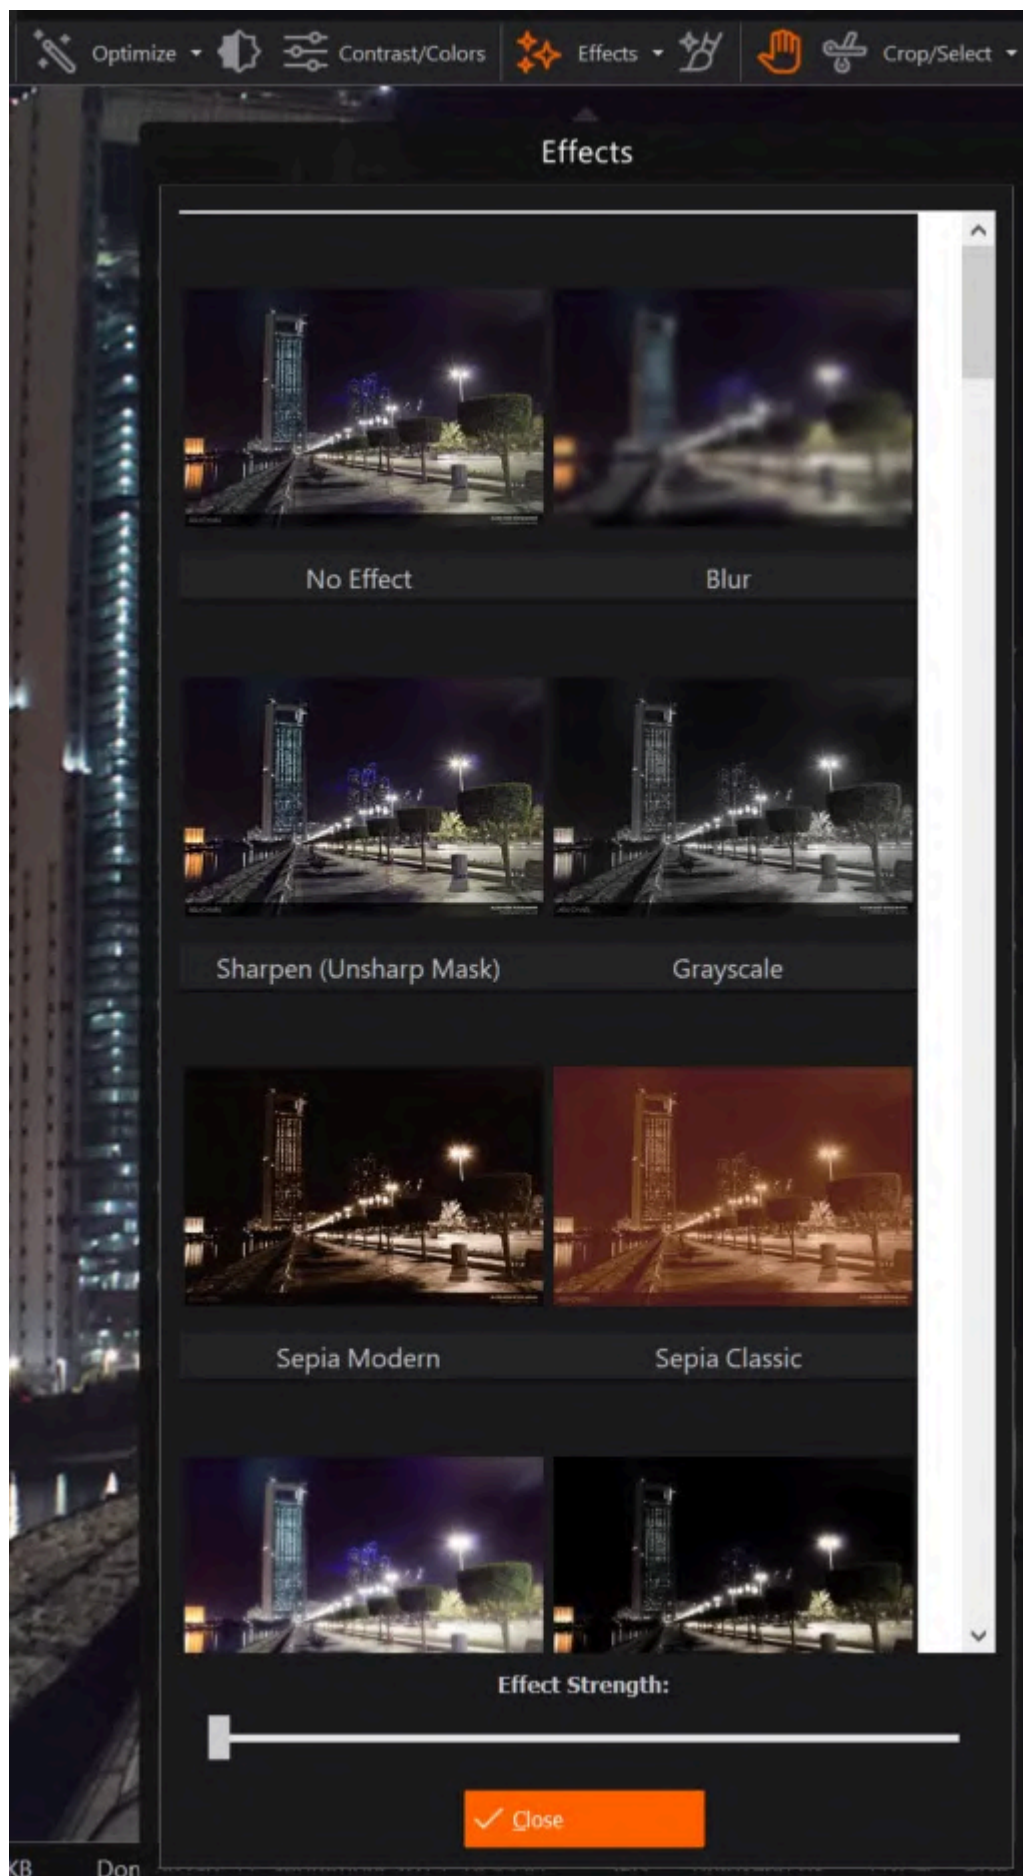 Optimize Contrast/Colors Effects Crop/Select
Effects
No Effect Blur
Sharpen (Unsharp Mask) Grayscale
Sepia Modern Sepia Classic
Effect Strength:
Close
KB Don